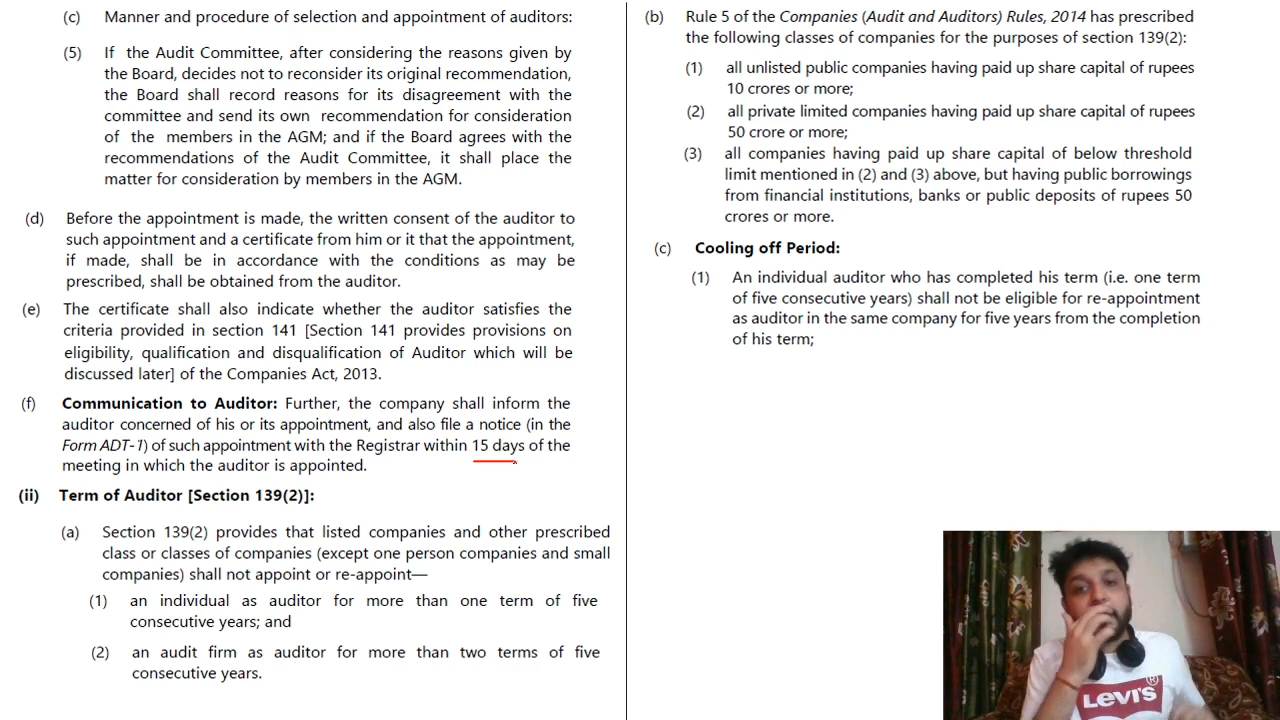 (c) Manner and procedure of selection and appointment of auditors:
(5) If the Audit Committee, after considering the reasons given by
the Board, decides not to reconsider its original recommendation,
the Board shall record reasons for its disagreement with the
committee and send its own recommendation for consideration
of the members in the AGM; and if the Board agrees with the
recommendations of the Audit Committee, it shall place the
matter for consideration by members in the AGM.
(d) Before the appointment is made, the written consent of the auditor to
such appointment and a certificate from him or it that the appointment,
if made, shall be in accordance with the conditions as may be
prescribed, shall be obtained from the auditor.
(e) The certificate shall also indicate whether the auditor satisfies the
criteria provided in section 141 [Section 141 provides provisions on
eligibility, qualification and disqualification of Auditor which will be
discussed later] of the Companies Act, 2013.
(f) Communication to Auditor: Further, the company shall inform the
auditor concerned of his or its appointment, and also file a notice (in the
Form ADT-1) of such appointment with the Registrar within 15 days of the
meeting in which the auditor is appointed.
(ii) Term of Auditor [Section 139(2)]:
(a) Section 139(2) provides that listed companies and other prescribed
class or classes of companies (except one person companies and small
companies) shall not appoint or re-appoint—
(1) an individual as auditor for more than one term of five
consecutive years; and
(2) an audit firm as auditor for more than two terms of five
consecutive years.
(b) Rule 5 of the Companies (Audit and Auditors) Rules, 2014 has prescribed
the following classes of companies for the purposes of section 139(2):
(1) all unlisted public companies having paid up share capital of rupees
10 crores or more;
(2) all private limited companies having paid up share capital of rupees
50 crore or more;
(3) all companies having paid up share capital of below threshold
limit mentioned in (2) and (3) above, but having public borrowings
from financial institutions, banks or public deposits of rupees 50
crores or more.
(c) Cooling off Period:
(1) An individual auditor who has completed his term (i.e. one term
of five consecutive years) shall not be eligible for re-appointment
as auditor in the same company for five years from the completion
of his term;
LEVI'S ®